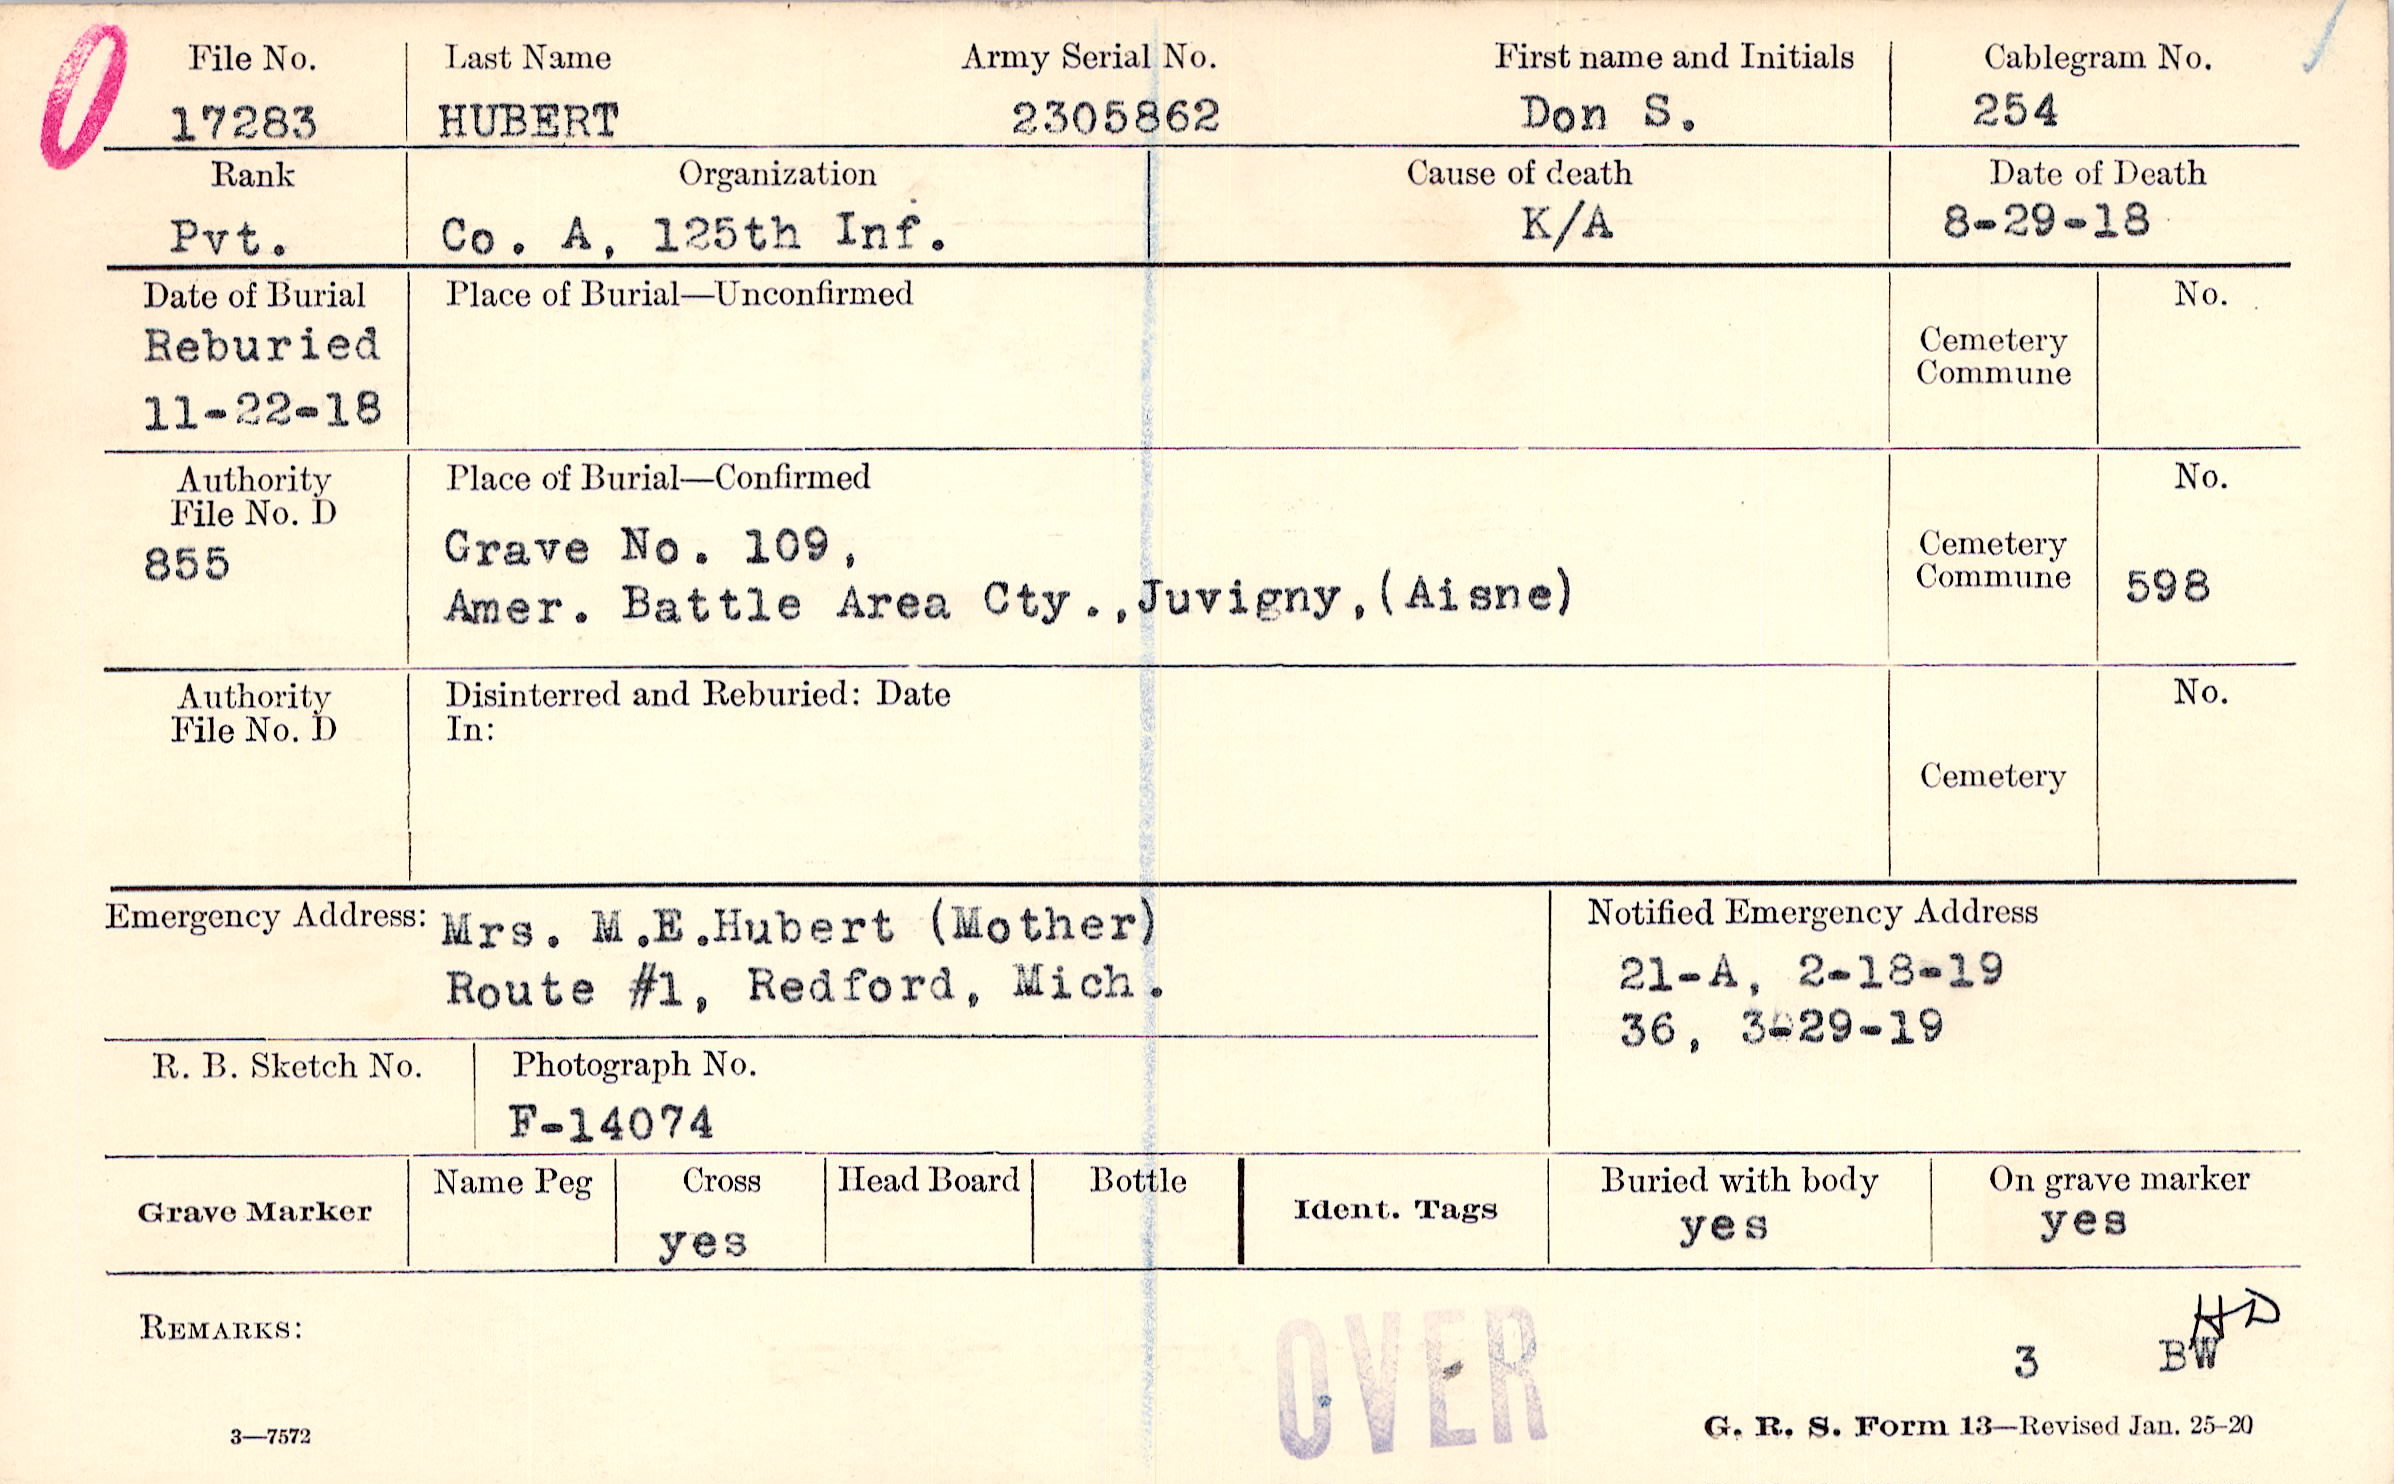 File No. Last Name Army Serial No. First name and Initials Cablegram No.
17283 HUBERT 2305862 Don S. 254
Rank Organization Cause of death Date of Death
Pvt. Co. A, 125th Inf. K/A 8-29-18
Date of Burial Place of Burial—Unconfirmed No.
Reburied
11-22-18
Cemetery
Commune
Authority Place of Burial—Confirmed No.
File No. D
855
Grave No. 109,
Amer. Battle Area Cty.,Juvigny,(Aisne)
Cemetery
Commune 598
Authority Disinterred and Reburied: Date No.
File No. D In:
Cemetery
Emergency Address: Mrs. M.E.Hubert (Mother)
Route #1, Redford, Mich.
Notified Emergency Address
21-A, 2-18-19
36, 3-29-19
R. B. Sketch No. Photograph No.
F-14074
Grave Marker Name Peg Cross Head Board Bottle Ident. Tags Buried with body On grave marker
yes yes yes
REMARKS:
OVER
HD
3 BW
3—7572 G. R. S. Form 13—Revised Jan. 25-20